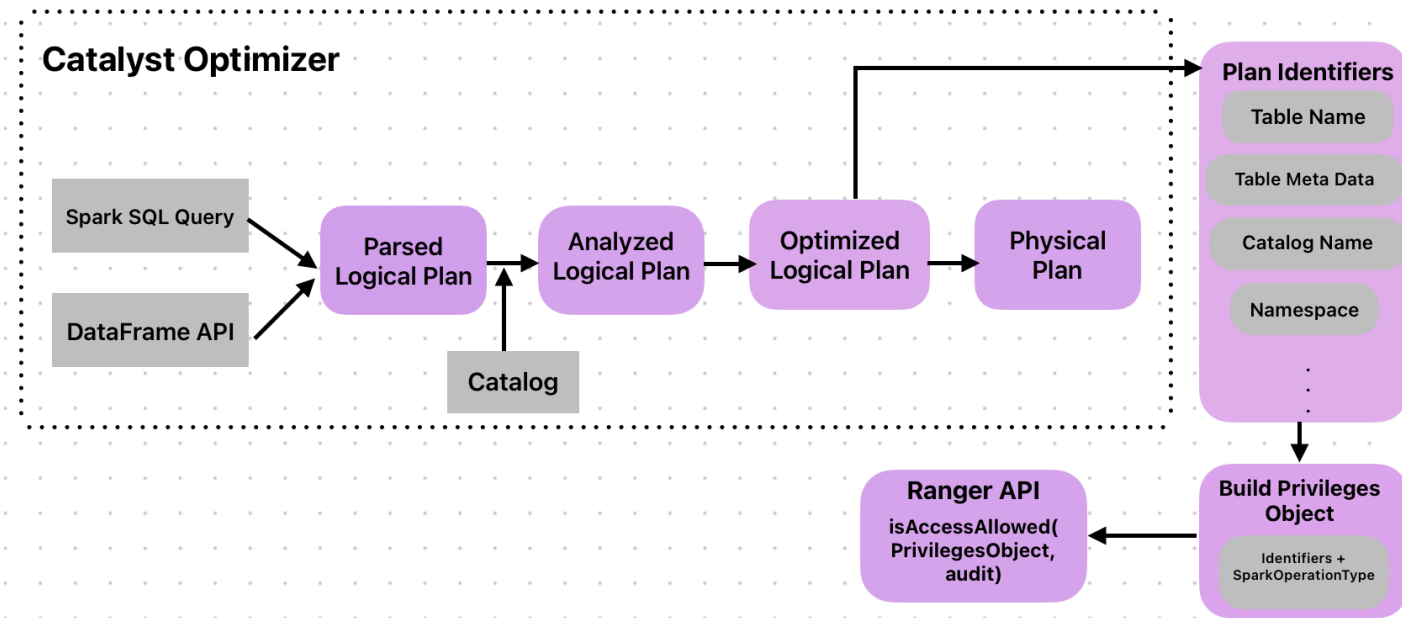 Catalyst Optimizer
Spark SQL Query
DataFrame API
Parsed
Logical Plan
Catalog
Analyzed
Logical Plan
Optimized
Logical Plan
Physical
Plan
Plan Identifiers
Table Name
Table Meta Data
Catalog Name
Namespace
Build Privileges
Object
Identifiers +
SparkOperationType
Ranger API
isAccessAllowed(
PrivilegesObject,
audit)